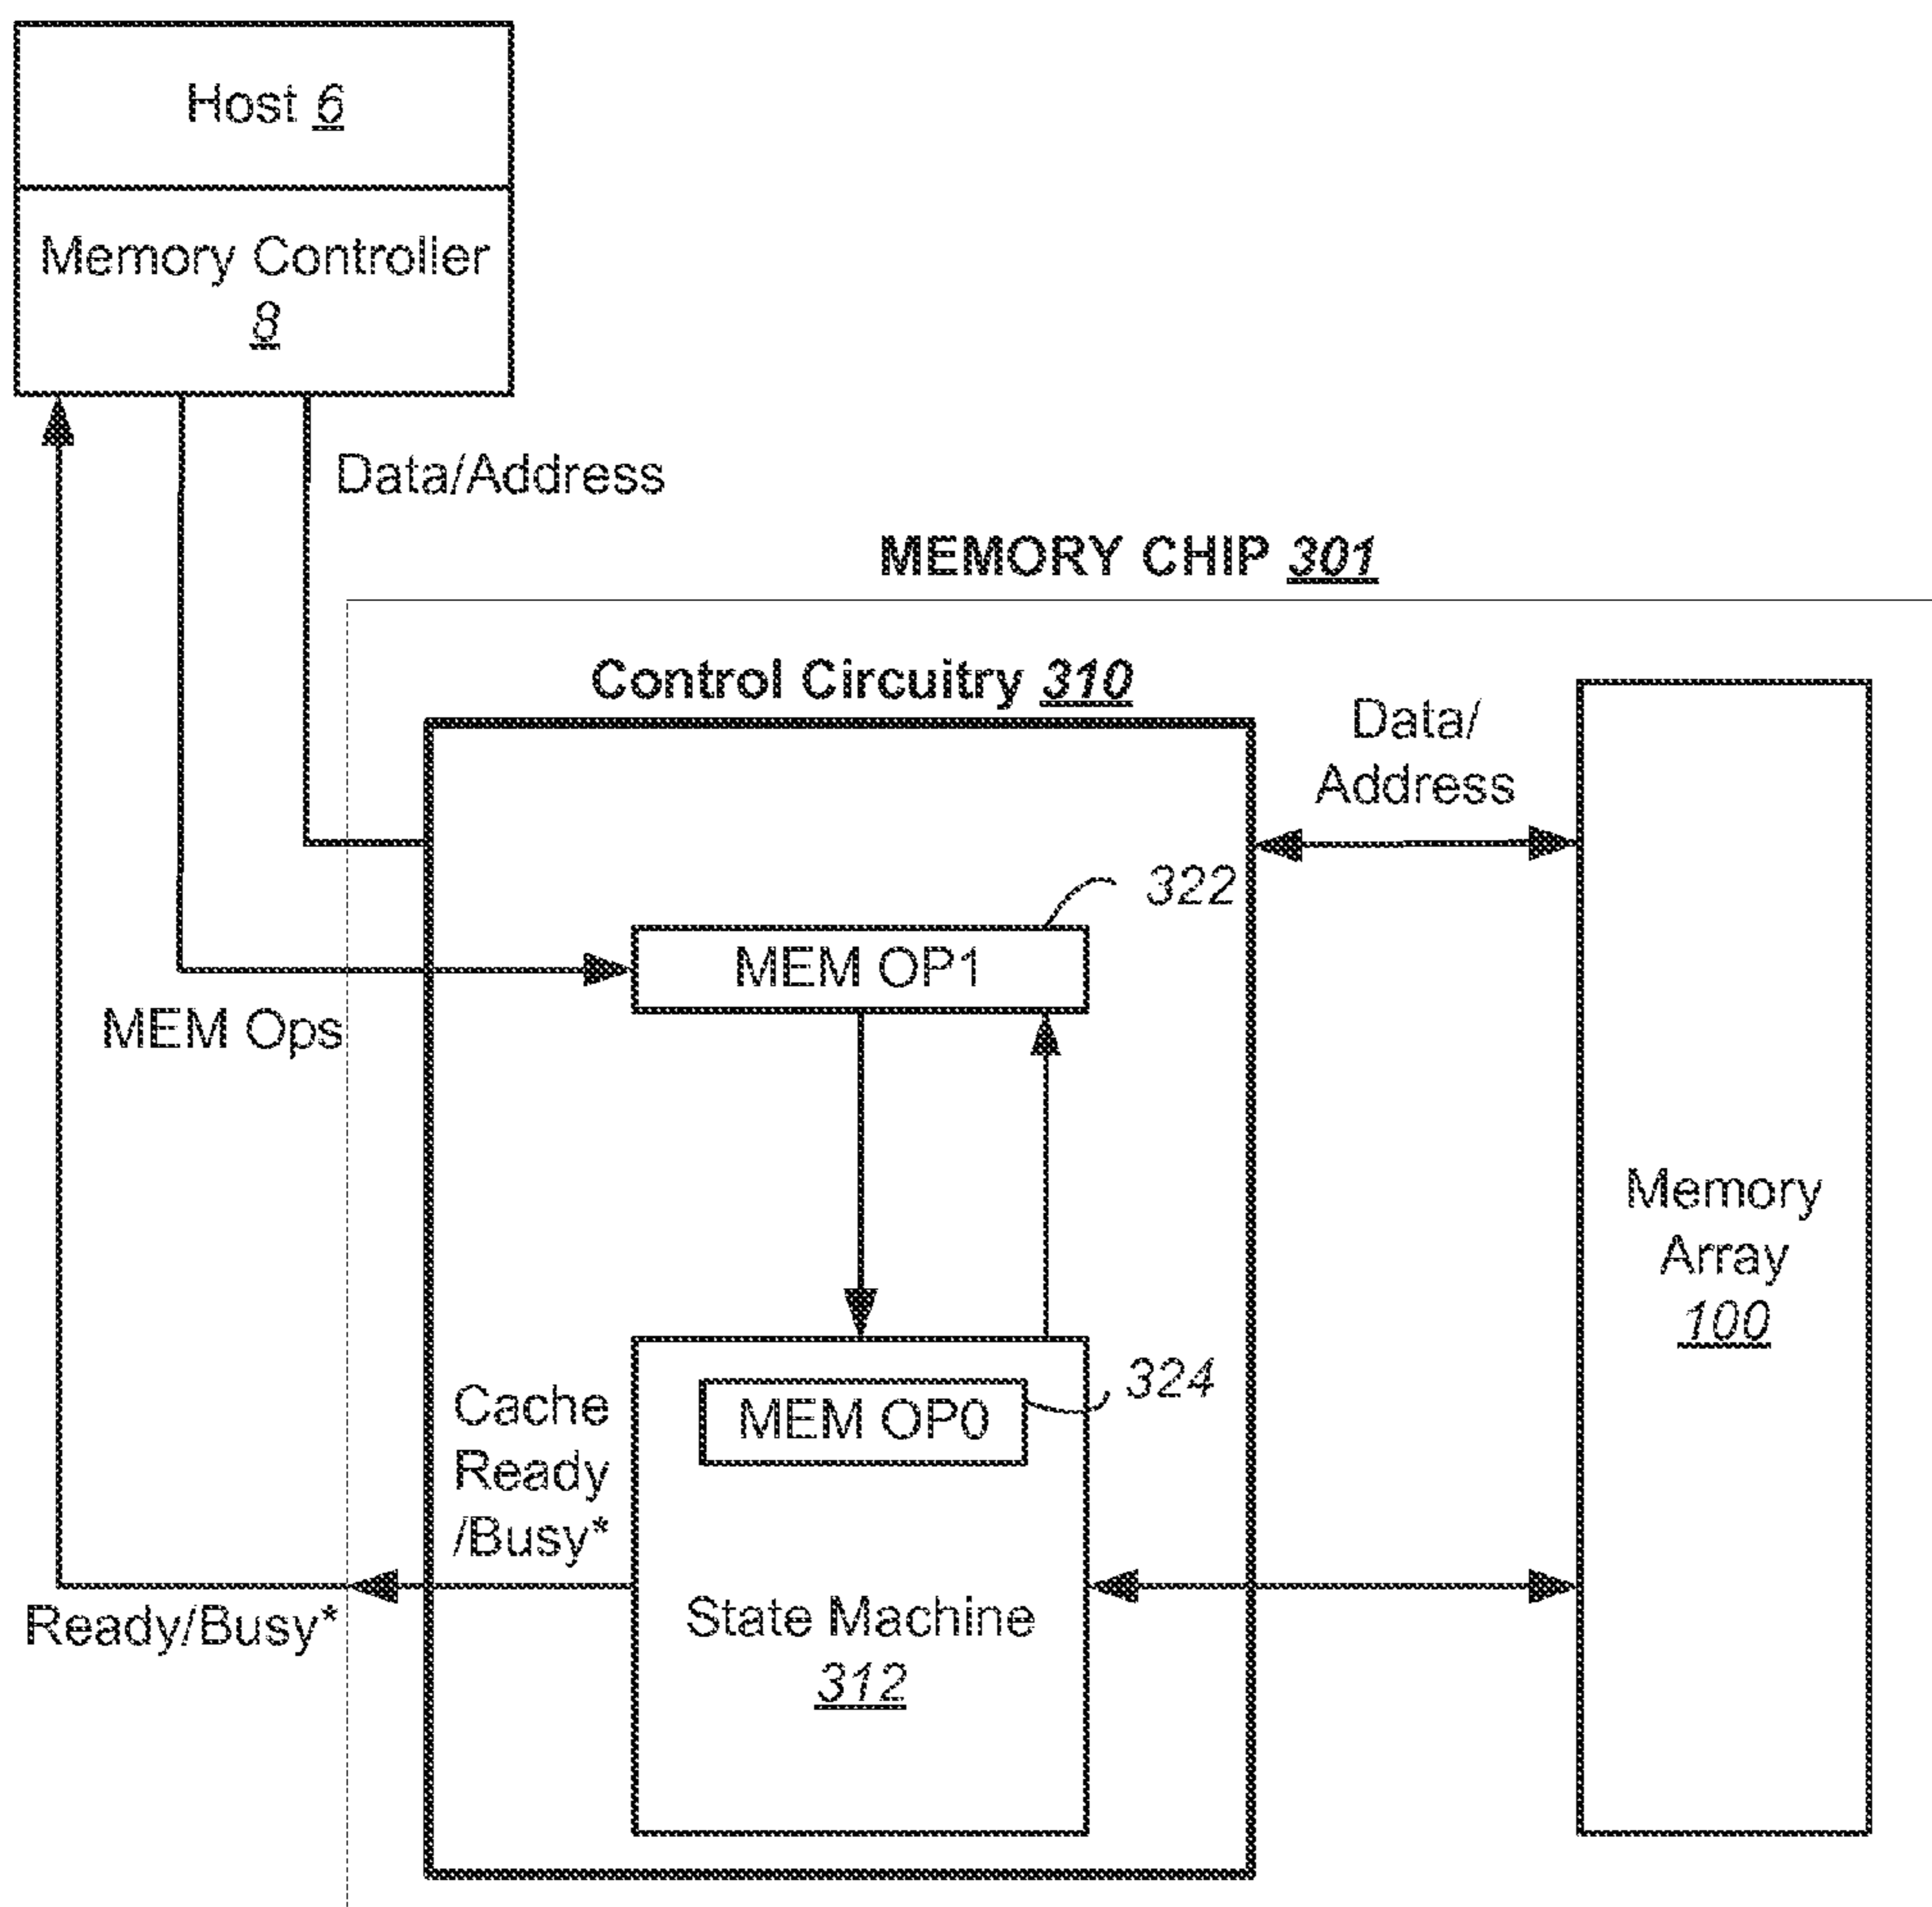 Host 6
Memory Controller
8
Data/Address
MEMORY CHIP 301
Control Circuitry 310
Data/
Address
322
MEM OP1
MEM Ops
Memory
Array
100
324
MEM OP0
Cache
Ready
/Busy*
Ready/Busy*
State Machine
312